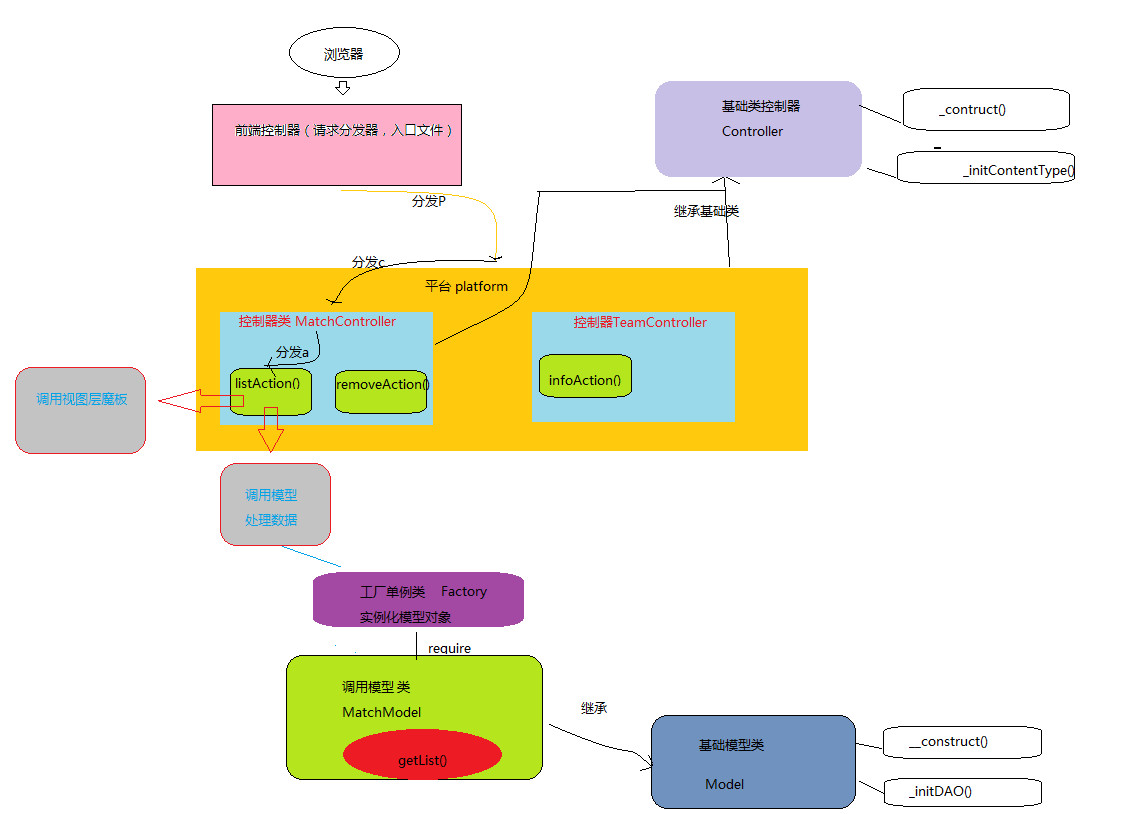 浏览器
前端控制器（请求分发器，入口文件）
基础类控制器
Controller
_contruct()
_initContentType()
分发P
继承基础类
分发c
平台 platform
控制器类 MatchController
控制器TeamController
分发a
listAction()
removeAction()
infoAction()
调用视图层魔板
调用模型
处理数据
工厂单例类 Factory
实例化模型对象
require
调用模型 类
MatchModel
getList()
继承
基础模型类
Model
__construct()
_initDAO()